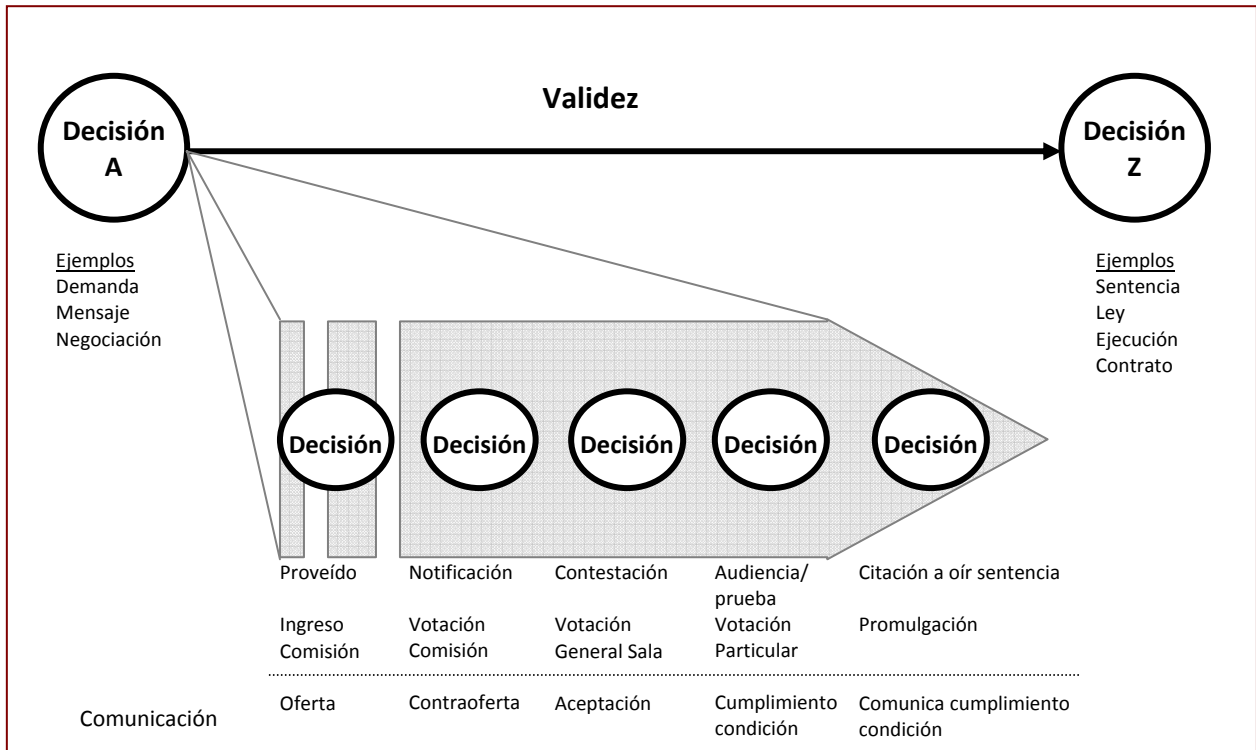 Validez
Decisión
A
Decisión
Z
Ejemplos
Demanda
Mensaje
Negociación
Ejemplos
Sentencia
Ley
Ejecución
Contrato
Decisión
Decisión
Decisión
Decisión
Decisión
Proveído
Notificación
Contestación
Audiencia/
prueba
Citación a oír sentencia
Ingreso
Comisión
Votación
Comisión
Votación
General Sala
Votación
Particular
Promulgación
Comunicación
Oferta
Contraoferta
Aceptación
Cumplimiento
condición
Comunica cumplimiento
condición